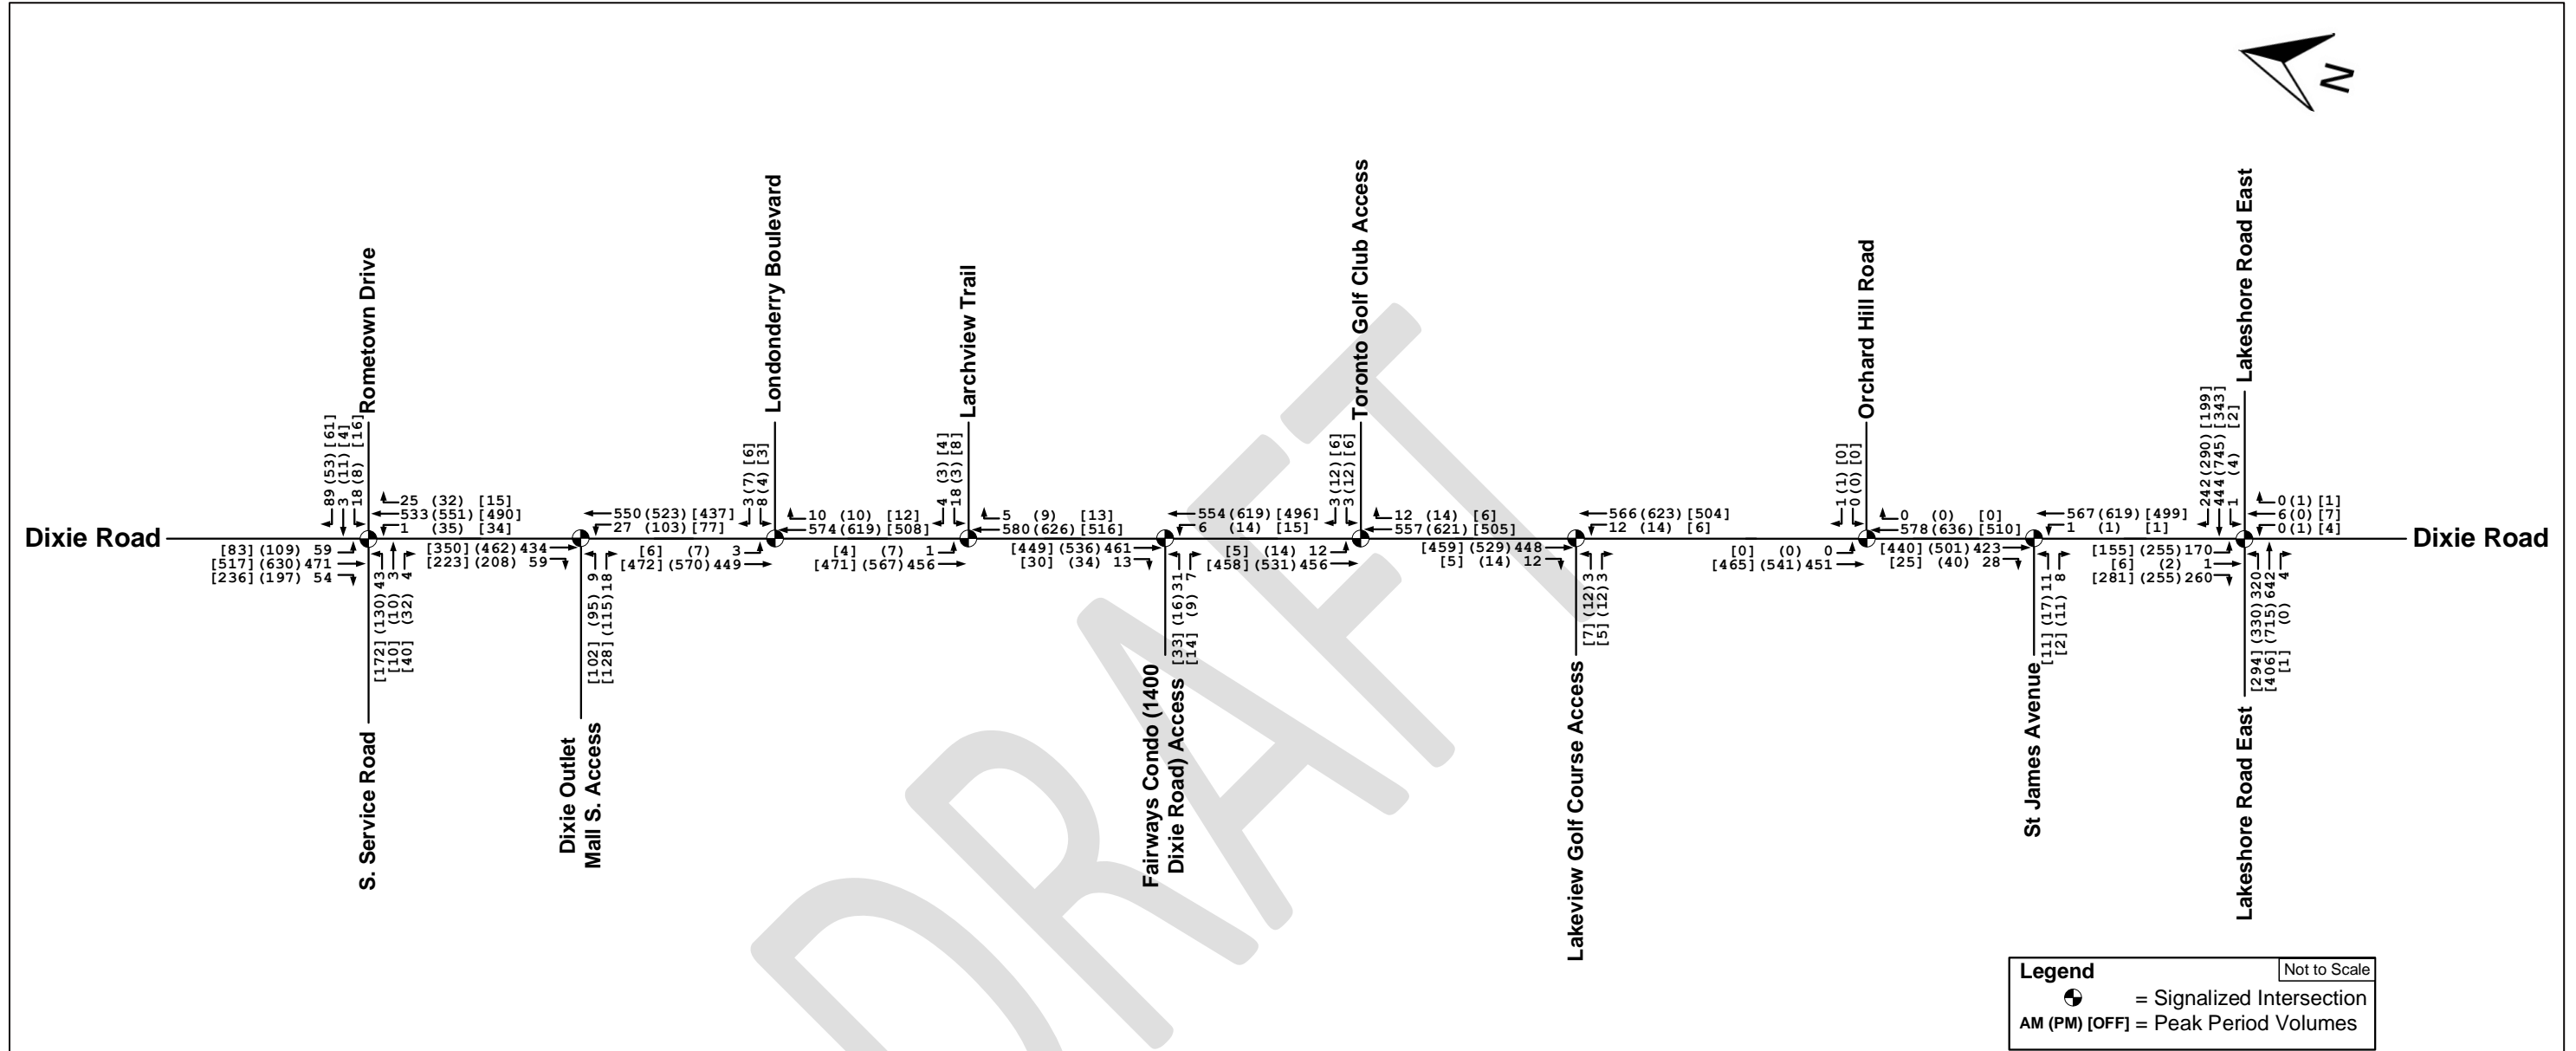 N
Dixie Road
Dixie Road
Rometown Drive
89 (53) [61]
3 (11) [4]
18 (8) [16]
25 (32) [15]
533 (551) [490]
1 (35) [34]
[83] (109) 59
[517] (630) 471
[236] (197) 54
[172] (130) 43
[10] (10) 3
[40] (32) 4
S. Service Road
550 (523) [437]
27 (103) [77]
[350] (462) 434
[223] (208) 59
[102] (95) 9
[128] (115) 18
Dixie Outlet
Mall S. Access
Londonderry Boulevard
3 (7) [6]
8 (4) [3]
10 (10) [12]
574 (619) [508]
[6] (7) 3
[472] (570) 449
Larchview Trail
4 (3) [4]
18 (3) [8]
5 (9) [13]
580 (626) [516]
[4] (7) 1
[471] (567) 456
554 (619) [496]
6 (14) [15]
[449] (536) 461
[30] (34) 13
[33] (16) 31
[14] (9) 7
Fairways Condo (1400
Dixie Road) Access
Toronto Golf Club Access
3 (12) [6]
3 (12) [6]
12 (14) [6]
557 (621) [505]
[5] (14) 12
[458] (531) 456
566 (623) [504]
12 (14) [6]
[459] (529) 448
[5] (14) 12
[7] (12) 3
[5] (12) 3
Lakeview Golf Course Access
Orchard Hill Road
1 (1) [0]
0 (0) [0]
0 (0) [0]
578 (636) [510]
[0] (0) 0
[465] (541) 451
567 (619) [499]
1 (1) [1]
[440] (501) 423
[25] (40) 28
[11] (17) 11
[2] (11) 8
St James Avenue
Lakeshore Road East
242 (290) [199]
444 (745) [343]
1 (4) [2]
0 (1) [1]
6 (0) [7]
0 (1) [4]
[155] (255) 170
[6] (2) 1
[281] (255) 260
[294] (330) 320
[406] (715) 642
[1] (0) 4
Lakeshore Road East
DRAFT
Legend
Not to Scale
= Signalized Intersection
AM (PM) [OFF] = Peak Period Volumes